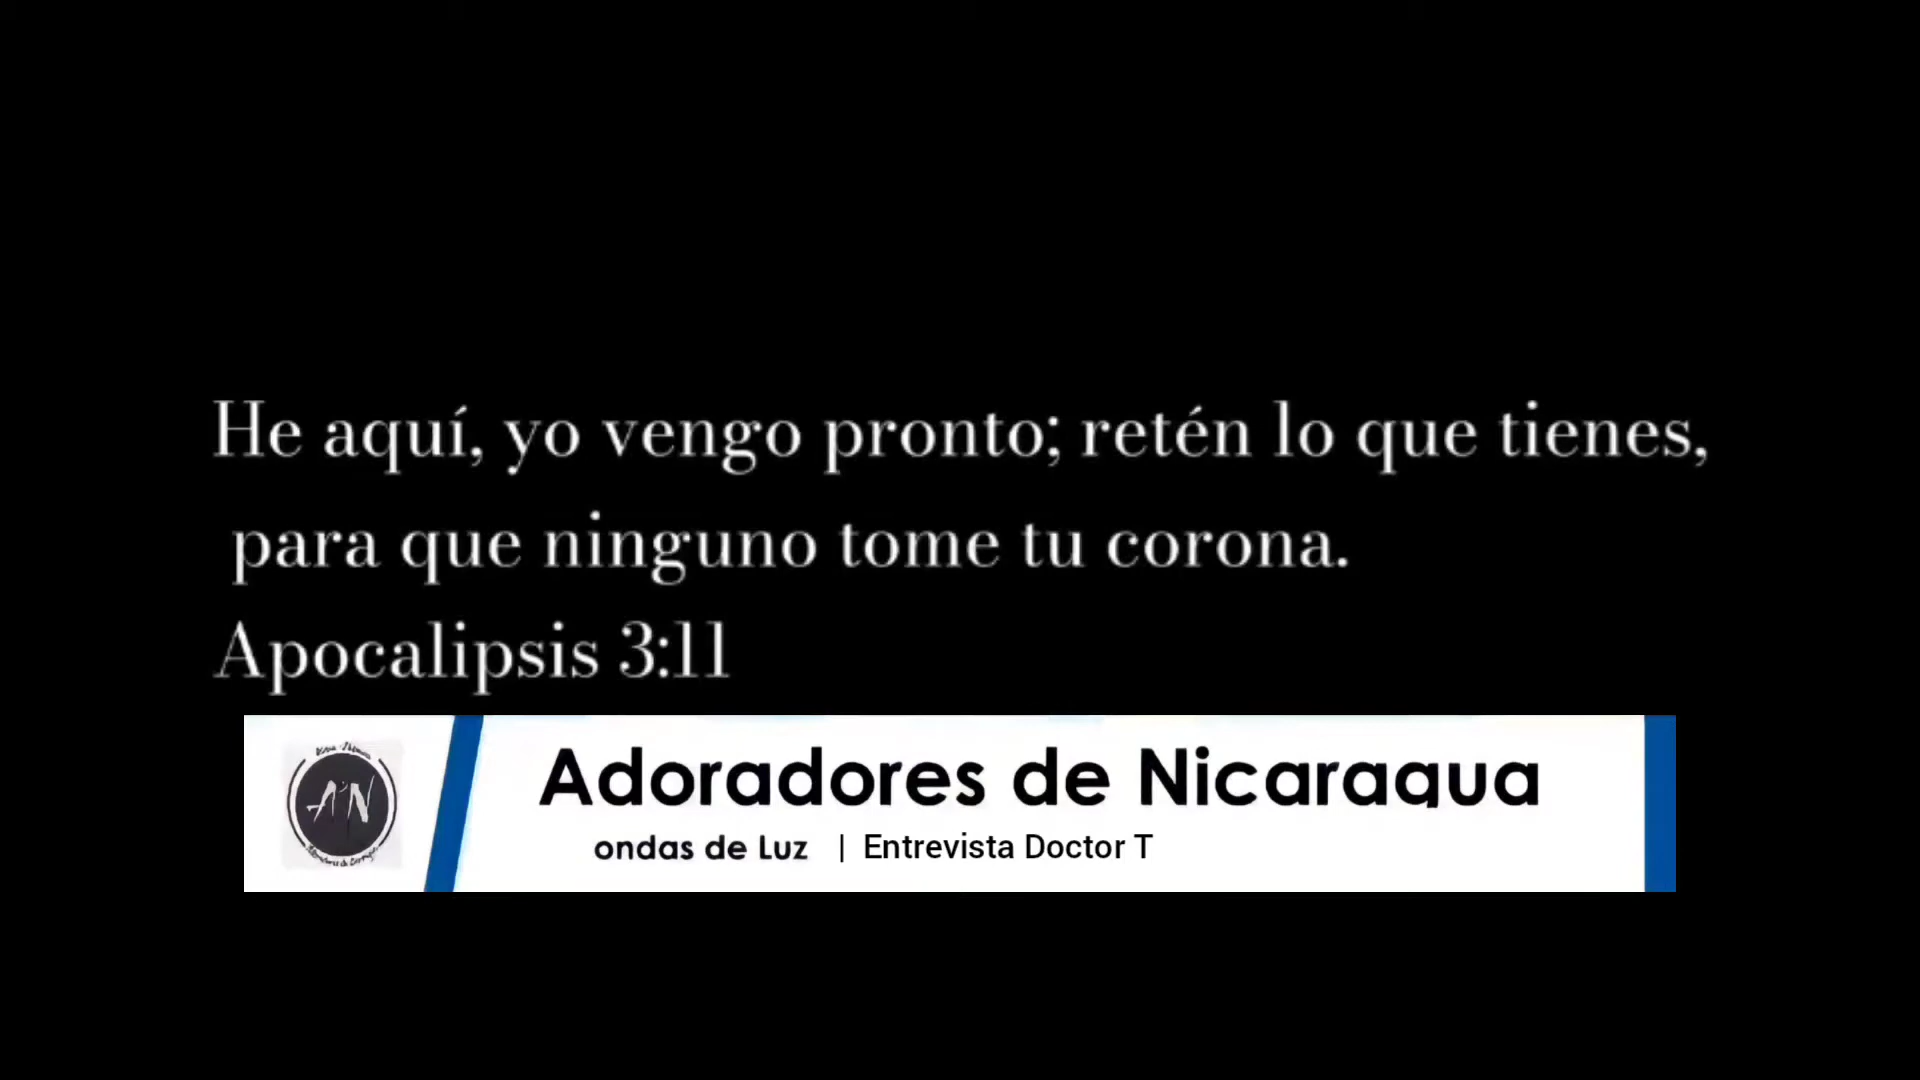 He aquí, yo vengo pronto; retén lo que tienes,
para que ninguno tome tu corona.
Apocalipsis 3:11
A'N
Adoradores de Nicaragua
ondas de Luz | Entrevista Doctor T